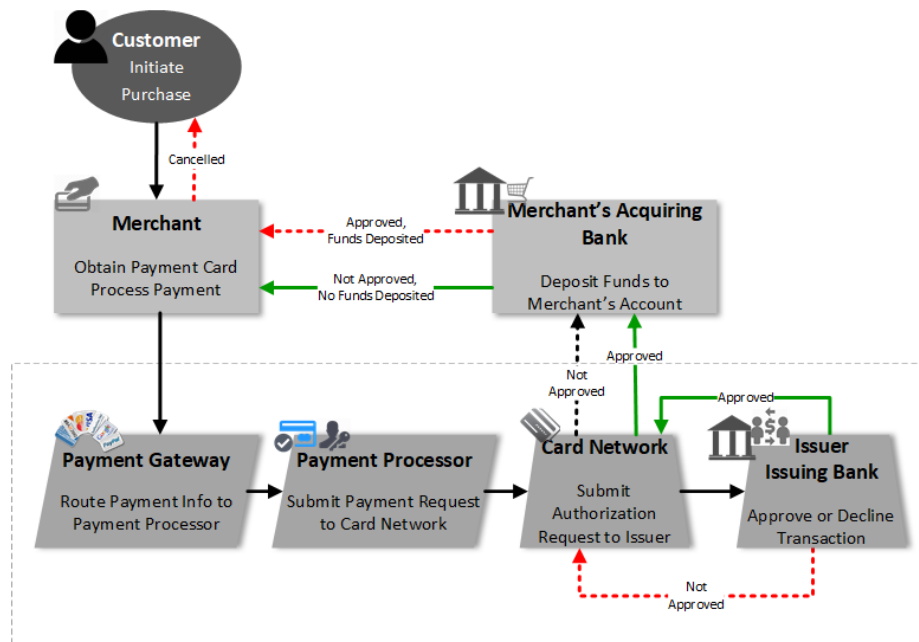 Customer
Initiate
Purchase
Cancelled
Merchant
Obtain Payment Card
Process Payment
Approved,
Funds Deposited
Not Approved,
No Funds Deposited
Merchant's Acquiring
Bank
Deposit Funds to
Merchant's Account
Not
Approved
Approved
Approved
Payment Gateway
Route Payment Info to
Payment Processor
Payment Processor
Submit Payment Request
to Card Network
Card Network
Submit
Authorization
Request to Issuer
Issuer
Issuing Bank
Approve or Decline
Transaction
Not
Approved
VISA
PayPal
$